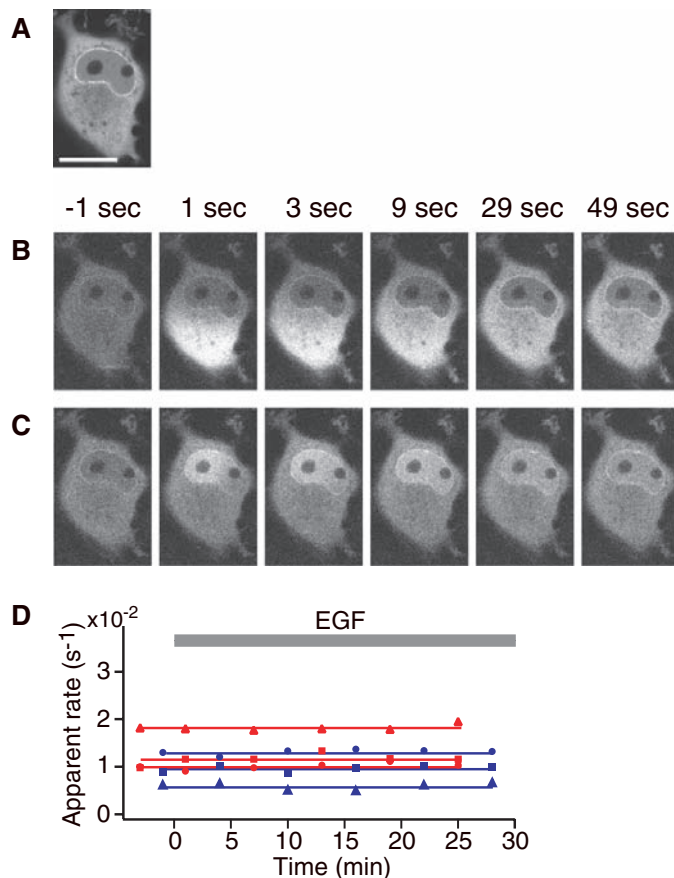 A
-1 sec 1 sec 3 sec 9 sec 29 sec 49 sec
B
C
D
x10-2
EGF
Apparent rate (s-1)
3
2
1
0
0 5 10 15 20 25 30
Time (min)